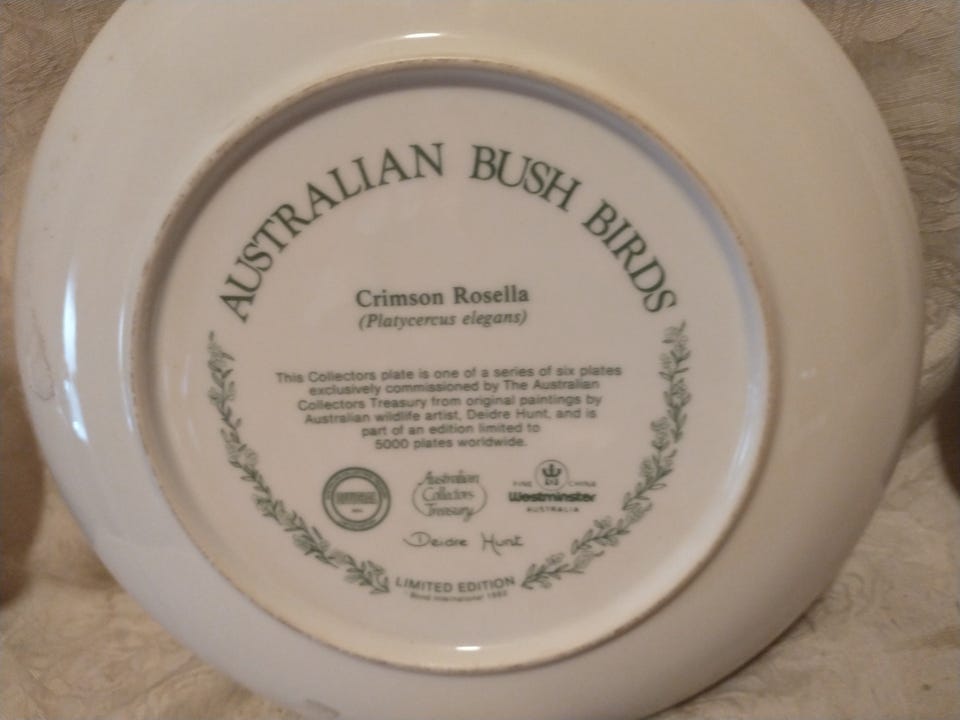 AUSTRALIAN BUSH BIRDS
Crimson Rosella
(Platycercus elegans)
This Collectors plate is one of a series of six plates
exclusively commissioned by The Australian
Collectors Treasury from original paintings by
Australian wildlife artist, Deidre Hunt, and is
part of an edition limited to
5000 plates worldwide.
Australian
Collectors
Treasury
FINE CHINA
Westminster
AUSTRALIA
Deidre Hunt
LIMITED EDITION
Bond International